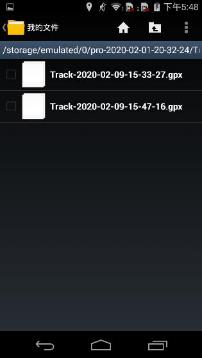 下午5:48
我的文件
/storage/emulated/0/pro-2020-02-01-20-32-24/T
Track-2020-02-09-15-33-27.gpx
Track-2020-02-09-15-47-16.gpx